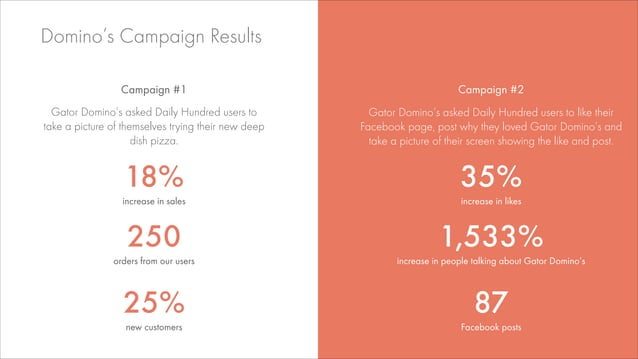 Domino's Campaign Results
Campaign #1
Gator Domino's asked Daily Hundred users to
take a picture of themselves trying their new deep
dish pizza.
18%
increase in sales
250
orders from our users
25%
new customers
Campaign #2
Gator Domino's asked Daily Hundred users to like their
Facebook page, post why they loved Gator Domino's and
take a picture of their screen showing the like and post.
35%
increase in likes
1,533%
increase in people talking about Gator Domino's
87
Facebook posts